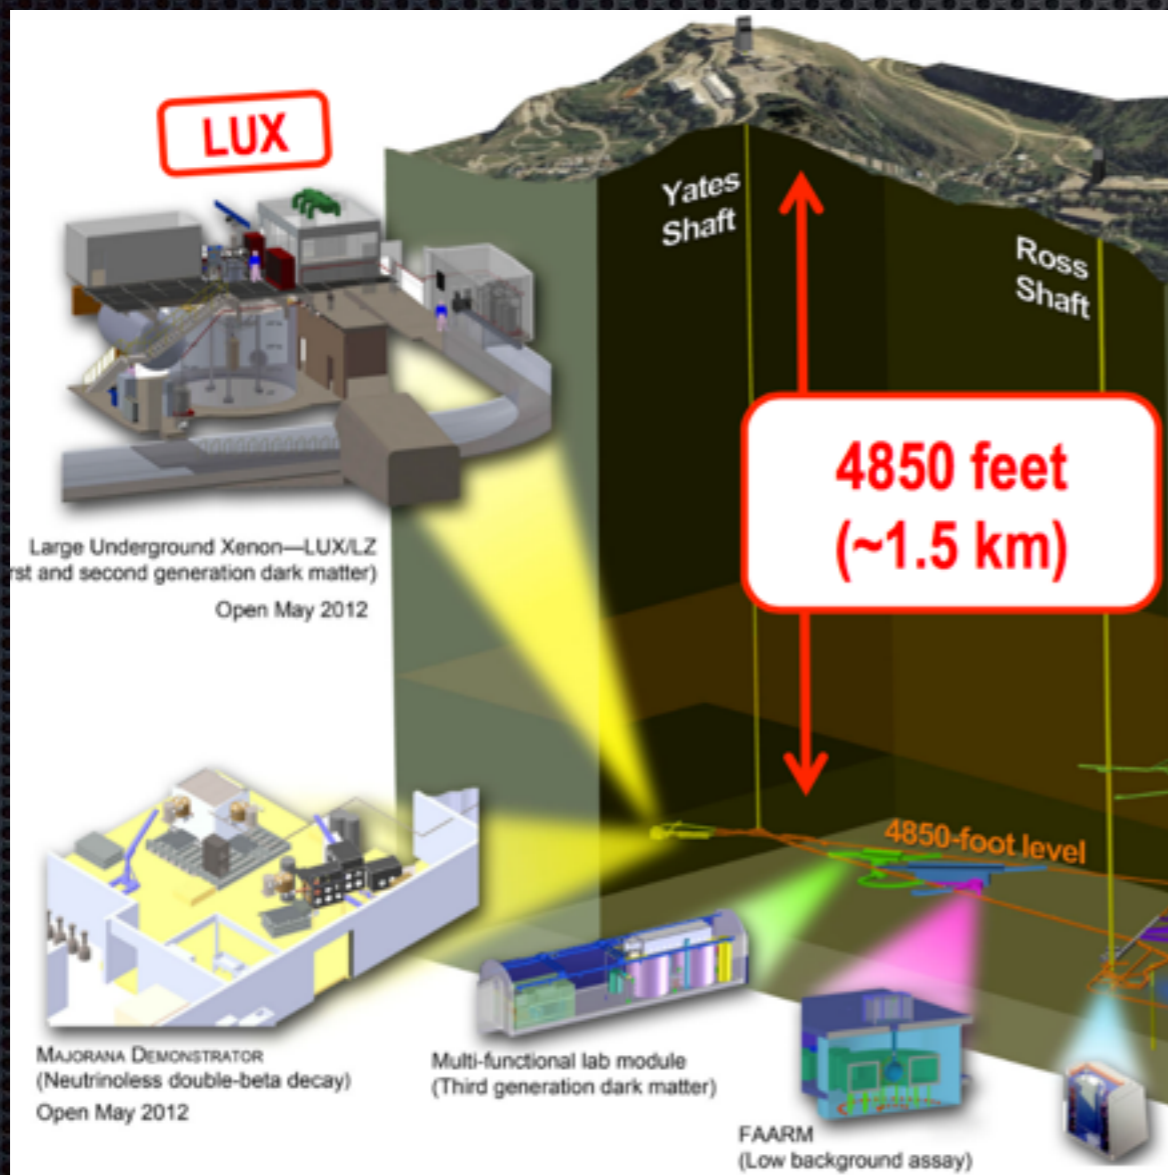 LUX
Yates
Shaft
Ross
Shaft
4850 feet
(~1.5 km)
Large Underground Xenon—LUX/LZ
rst and second generation dark matter)
Open May 2012
4850-foot level
MAJORANA DEMONSTRATOR
(Neutrinoless double-beta decay)
Open May 2012
Multi-functional lab module
(Third generation dark matter)
FAARM
(Low background assay)